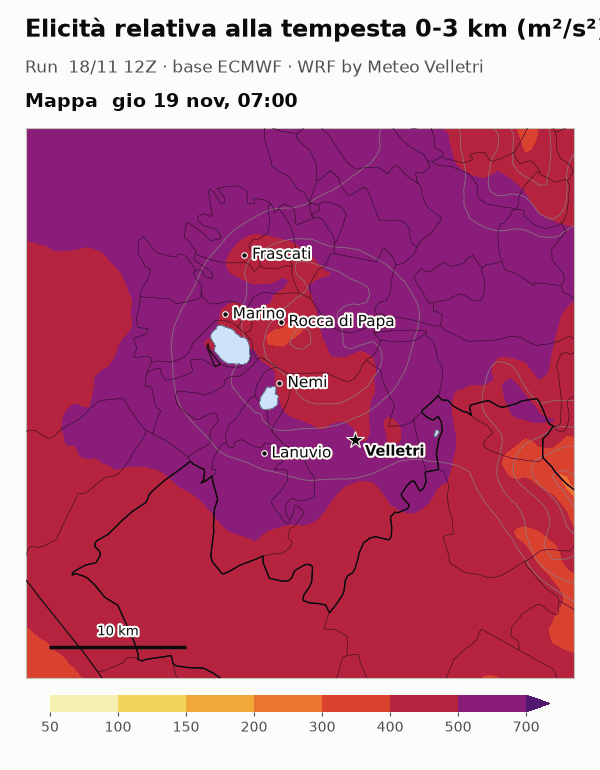 Elicità relativa alla tempesta 0-3 km (m²/s²)
Run 18/11 12Z · base ECMWF · WRF by Meteo Velletri
Mappa gio 19 nov, 07:00
Frascati
Marino
Rocca di Papa
Nemi
Velletri
Lanuvio
10 km
50 100 150 200 300 400 500 700